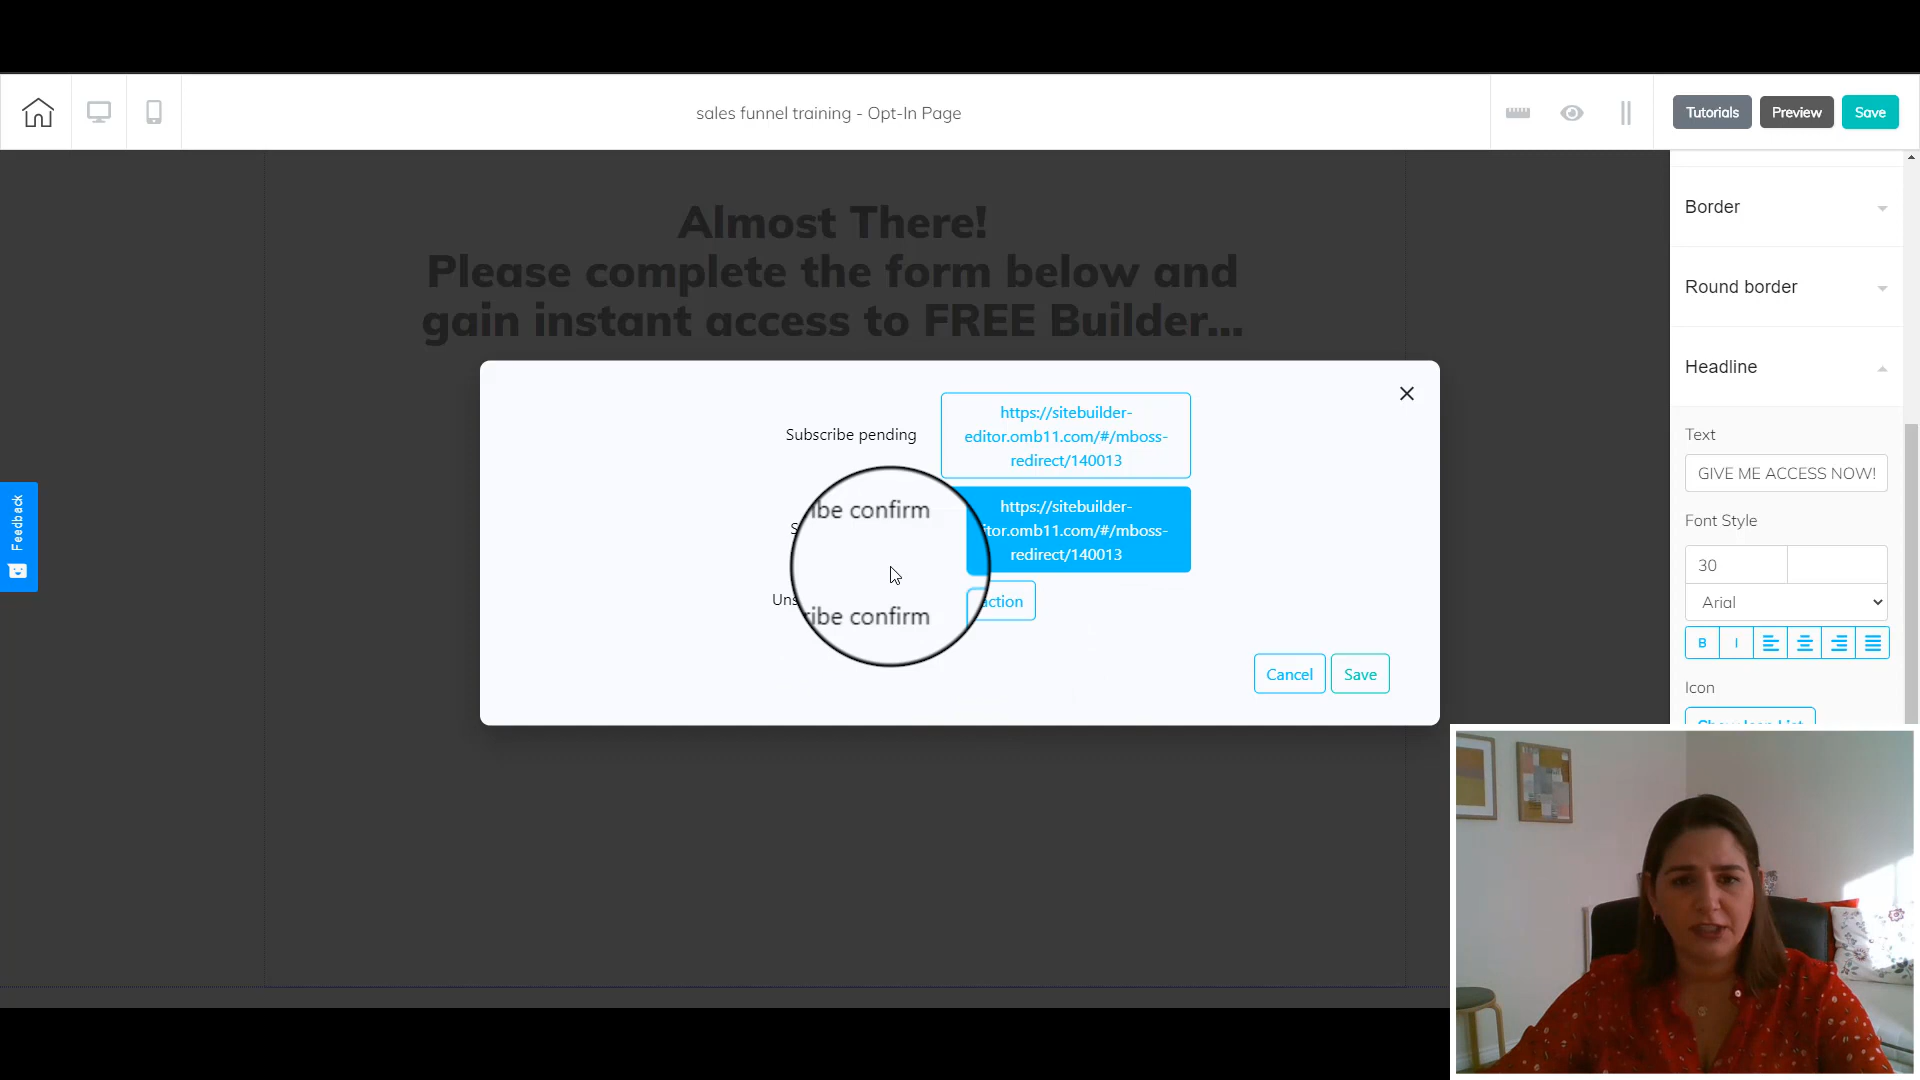 sales funnel training - Opt-In Page
Tutorials
Preview
Save
Almost There!
Please complete the form below and
gain instant access to FREE Builder...
Border
Round border
Headline
Text
GIVE ME ACCESS NOW!
Font Style
30
Arial
B
I
Icon
Feedback
Subscribe pending
https://sitebuilder-
editor.omb11.com/#/mboss-
redirect/140013
ibe confirm
https://sitebuilder-
itor.omb11.com/#/mboss-
redirect/140013
Uns
ribe confirm
action
Cancel
Save